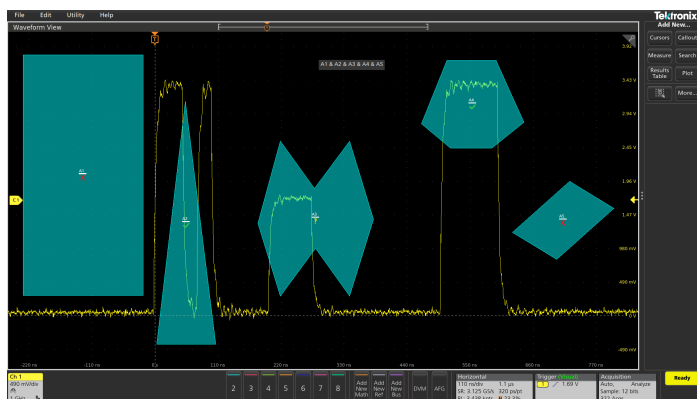 File Edit Utility Help
Tektronix
Waveform View
Add New...
Cursors Callout
Measure Search
Results Table Plot
More...
T
A1 & A2 & A3 & A4 & A5
3.92
3.43 V
2.94 V
2.45 V
1.96 V
1.47 V
980 mV
490 mV
0 V
-490 mV
A1
A2
A3
A4
A5
C1
-220 ns -110 ns 0 s 110 ns 220 ns 330 ns 440 ns 550 ns 660 ns 770 ns
Ch 1
490 mV/div
1 GHz
2 3 4 5 6 7 8
Add New Math
Add New Ref
Add New Bus
DVM AFG
Horizontal
110 ns/div 1.1 µs
SR: 3.125 GS/s 320 ps/pt
Trigger (Visual)
1 1.69 V
Acquisition
Auto, Analyze
Sample: 12 bits
Ready